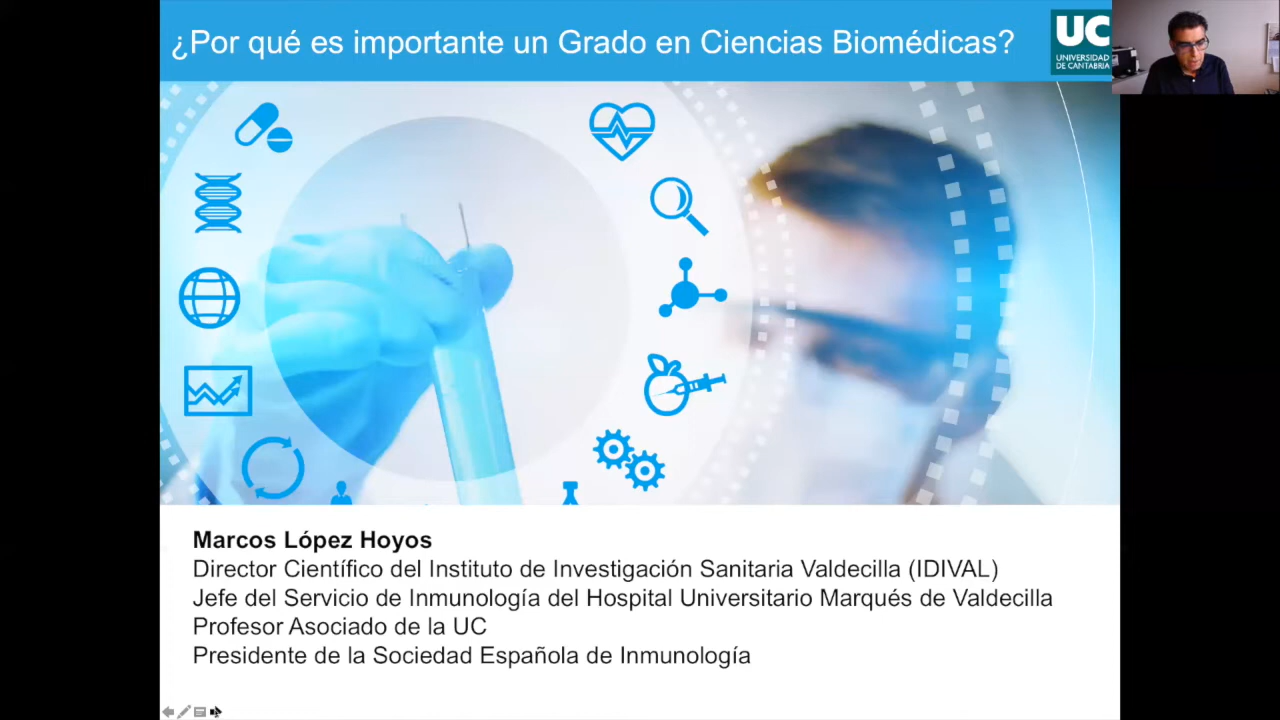 ¿Por qué es importante un Grado en Ciencias Biomédicas?
UC
UNIVERSIDAD
DE CANTABRIA
Marcos López Hoyos
Director Científico del Instituto de Investigación Sanitaria Valdecilla (IDIVAL)
Jefe del Servicio de Inmunología del Hospital Universitario Marqués de Valdecilla
Profesor Asociado de la UC
Presidente de la Sociedad Española de Inmunología